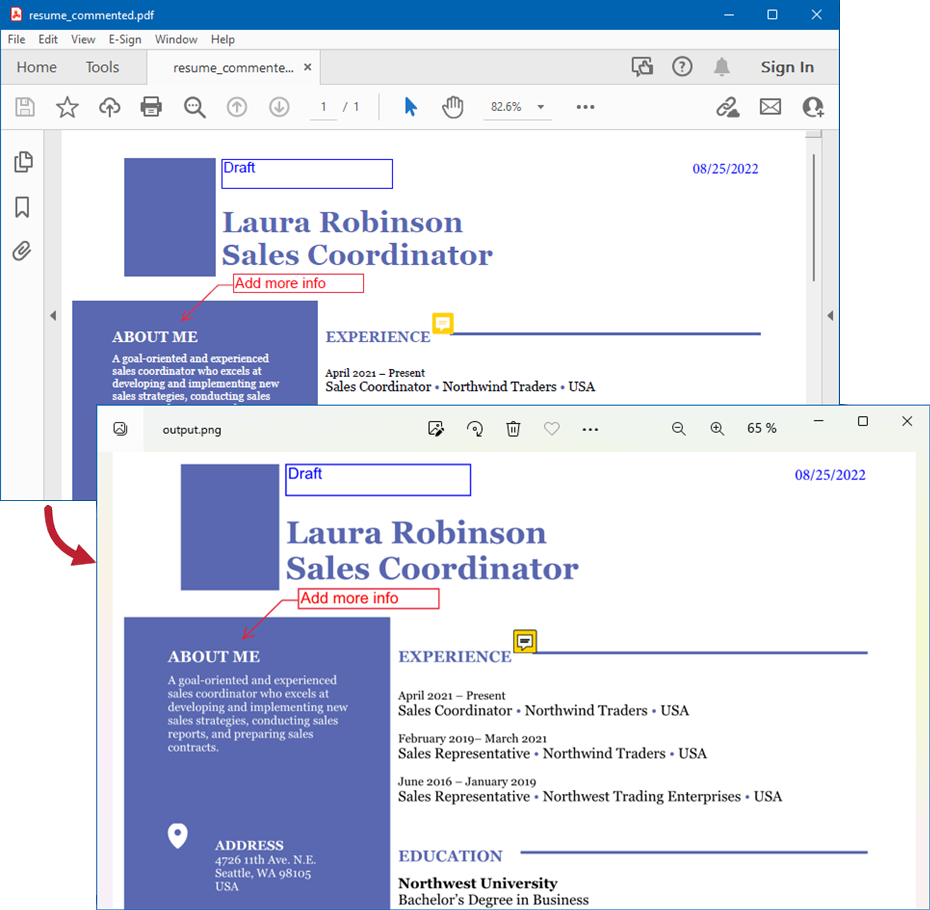 resume_commented.pdf
File Edit View E-Sign Window Help
Home Tools resume_commente... × Sign In
1 / 1 82.6%
Draft
08/25/2022
Laura Robinson
Sales Coordinator
Add more info
ABOUT ME
A goal-oriented and experienced
sales coordinator who excels at
developing and implementing new
sales strategies, conducting sales
EXPERIENCE
April 2021 – Present
Sales Coordinator • Northwind Traders • USA
output.png 65 %
Draft
08/25/2022
Laura Robinson
Sales Coordinator
Add more info
ABOUT ME
A goal-oriented and experienced
sales coordinator who excels at
developing and implementing new
sales strategies, conducting sales
reports, and preparing sales
contracts.
ADDRESS
4726 11th Ave. N.E.
Seattle, WA 98105
USA
EXPERIENCE
April 2021 – Present
Sales Coordinator • Northwind Traders • USA
February 2019– March 2021
Sales Representative • Northwind Traders • USA
June 2016 – January 2019
Sales Representative • Northwest Trading Enterprises • USA
EDUCATION
Northwest University
Bachelor's Degree in Business